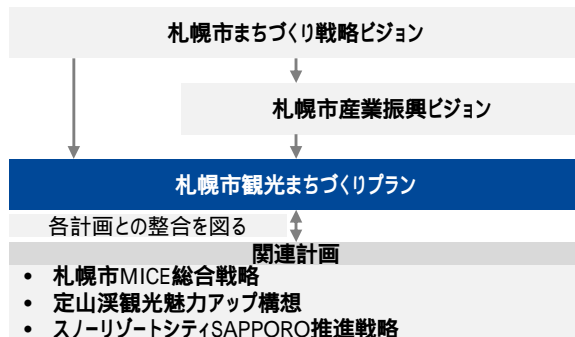 札幌市まちづくり戦略ビジョン
札幌市産業振興ビジョン
札幌市観光まちづくりプラン
各計画との整合を図る
関連計画
• 札幌市MICE総合戦略
• 定山渓観光魅力アップ構想
• スノーリゾートシティSAPPORO推進戦略